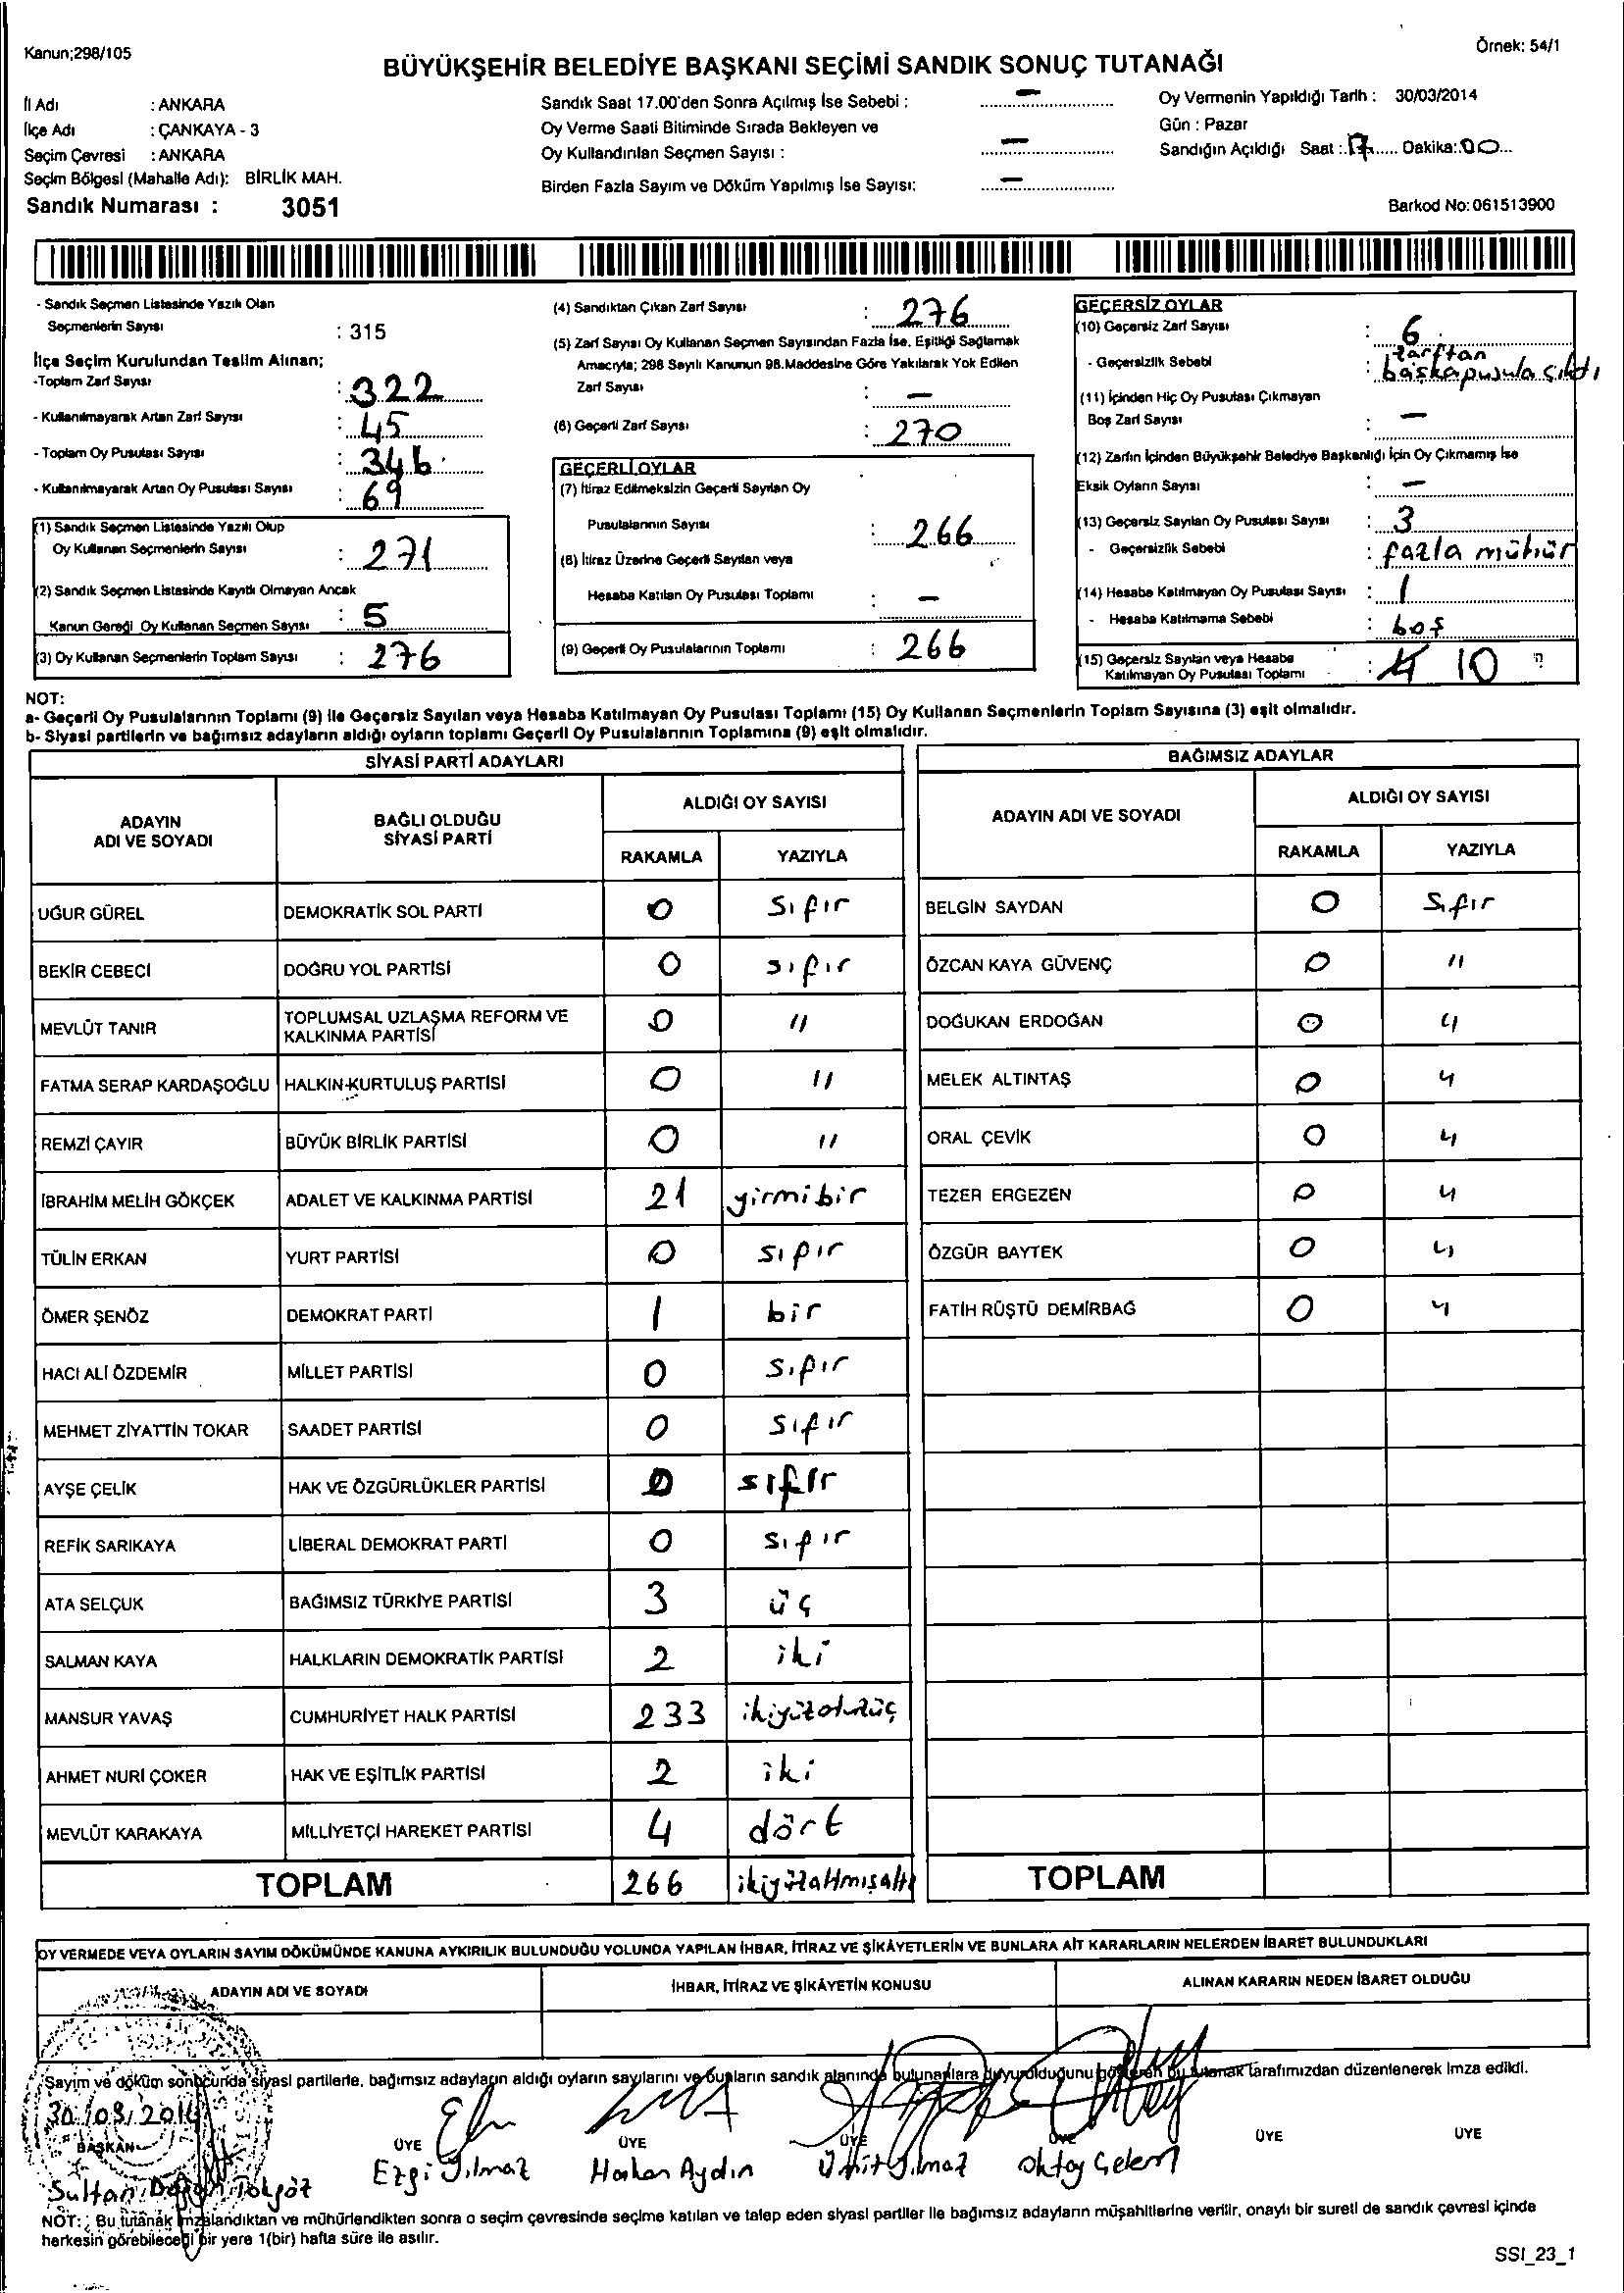 Kanun;298/105
Örnek: 54/1
BÜYÜKŞEHİR BELEDİYE BAŞKANI SEÇİMİ SANDIK SONUÇ TUTANAĞI
İl Adı : ANKARA
İlçe Adı : ÇANKAYA - 3
Seçim Çevresi : ANKARA
Seçim Bölgesi (Mahalle Adı): BİRLİK MAH.
Sandık Numarası : 3051
Sandık Saat 17.00'den Sonra Açılmış İse Sebebi : –
Oy Verme Saati Bitiminde Sırada Bekleyen ve
Oy Kullandırılan Seçmen Sayısı : –
Birden Fazla Sayım ve Döküm Yapılmış İse Sayısı: –
Oy Vermenin Yapıldığı Tarih : 30/03/2014
Gün : Pazar
Sandığın Açıldığı Saat : 17 Dakika: 00
Barkod No: 061513900
- Sandık Seçmen Listesinde Yazılı Olan
Seçmenlerin Sayısı : 315
İlçe Seçim Kurulundan Teslim Alınan;
-Toplam Zarf Sayısı : 322
- Kullanılmayarak Artan Zarf Sayısı : 45
- Toplam Oy Pusulası Sayısı : 346
- Kullanılmayarak Artan Oy Pusulası Sayısı : 69
(1) Sandık Seçmen Listesinde Yazılı Olup
Oy Kullanan Seçmenlerin Sayısı : 271
(2) Sandık Seçmen Listesinde Kayıtlı Olmayan Ancak
Kanun Gereği Oy Kullanan Seçmen Sayısı : 5
(3) Oy Kullanan Seçmenlerin Toplam Sayısı : 276
(4) Sandıktan Çıkan Zarf Sayısı : 276
(5) Zarf Sayısı Oy Kullanan Seçmen Sayısından Fazla İse, Eşitliği Sağlamak
Amacıyla; 298 Sayılı Kanunun 98.Maddesine Göre Yakılarak Yok Edilen
Zarf Sayısı : –
(6) Geçerli Zarf Sayısı : 270
GEÇERLİ OYLAR
(7) İtiraz Edilmeksizin Geçerli Sayılan Oy
Pusulalarının Sayısı : 266
(8) İtiraz Üzerine Geçerli Sayılan veya
Hesaba Katılan Oy Pusulası Toplamı : –
(9) Geçerli Oy Pusulalarının Toplamı : 266
GEÇERSİZ OYLAR
(10) Geçersiz Zarf Sayısı : 6
- Geçersizlik Sebebi : zarftan
başka pusula çıktı
(11) İçinden Hiç Oy Pusulası Çıkmayan
Boş Zarf Sayısı : –
(12) Zarfın İçinden Büyükşehir Belediye Başkanlığı İçin Oy Çıkmamış İse
Eksik Oyların Sayısı : –
(13) Geçersiz Sayılan Oy Pusulası Sayısı : 3
- Geçersizlik Sebebi : fazla mühür
(14) Hesaba Katılmayan Oy Pusulası Sayısı : 1
- Hesaba Katılmama Sebebi : boş
(15) Geçersiz Sayılan veya Hesaba
Katılmayan Oy Pusulası Toplamı : 10
NOT:
a- Geçerli Oy Pusulalarının Toplamı (9) ile Geçersiz Sayılan veya Hesaba Katılmayan Oy Pusulası Toplamı (15) Oy Kullanan Seçmenlerin Toplam Sayısına (3) eşit olmalıdır.
b- Siyasi partilerin ve bağımsız adayların aldığı oyların toplamı Geçerli Oy Pusulalarının Toplamına (9) eşit olmalıdır.
SİYASİ PARTİ ADAYLARI
ADAYIN ADI VE SOYADI
BAĞLI OLDUĞU SİYASİ PARTİ
ALDIĞI OY SAYISI
RAKAMLA YAZIYLA
UĞUR GÜREL DEMOKRATİK SOL PARTİ 0 Sıfır
BEKİR CEBECİ DOĞRU YOL PARTİSİ 0 sıfır
MEVLÜT TANIR TOPLUMSAL UZLAŞMA REFORM VE KALKINMA PARTİSİ 0 "
FATMA SERAP KARDAŞOĞLU HALKIN KURTULUŞ PARTİSİ 0 "
REMZİ ÇAYIR BÜYÜK BİRLİK PARTİSİ 0 "
İBRAHİM MELİH GÖKÇEK ADALET VE KALKINMA PARTİSİ 21 yirmibir
TÜLİN ERKAN YURT PARTİSİ 0 sıfır
ÖMER ŞENÖZ DEMOKRAT PARTİ 1 bir
HACI ALİ ÖZDEMİR MİLLET PARTİSİ 0 sıfır
MEHMET ZİYATTİN TOKAR SAADET PARTİSİ 0 sıfır
AYŞE ÇELİK HAK VE ÖZGÜRLÜKLER PARTİSİ 0 sıfır
REFİK SARIKAYA LİBERAL DEMOKRAT PARTİ 0 sıfır
ATA SELÇUK BAĞIMSIZ TÜRKİYE PARTİSİ 3 üç
SALMAN KAYA HALKLARIN DEMOKRATİK PARTİSİ 2 iki
MANSUR YAVAŞ CUMHURİYET HALK PARTİSİ 233 ikiyüzotuzüç
AHMET NURİ ÇOKER HAK VE EŞİTLİK PARTİSİ 2 iki
MEVLÜT KARAKAYA MİLLİYETÇİ HAREKET PARTİSİ 4 dört
TOPLAM 266 ikiyüzaltmışaltı
BAĞIMSIZ ADAYLAR
ADAYIN ADI VE SOYADI
ALDIĞI OY SAYISI
RAKAMLA YAZIYLA
BELGİN SAYDAN 0 Sıfır
ÖZCAN KAYA GÜVENÇ 0 "
DOĞUKAN ERDOĞAN 0 "
MELEK ALTINTAŞ 0 "
ORAL ÇEVİK 0 "
TEZER ERGEZEN 0 "
ÖZGÜR BAYTEK 0 "
FATİH RÜŞTÜ DEMİRBAĞ 0 "
TOPLAM
OY VERMEDE VEYA OYLARIN SAYIM DÖKÜMÜNDE KANUNA AYKIRILIK BULUNDUĞU YOLUNDA YAPILAN İHBAR, İTİRAZ VE ŞİKÂYETLERİN VE BUNLARA AİT KARARLARIN NELERDEN İBARET BULUNDUKLARI
ADAYIN ADI VE SOYADI
İHBAR, İTİRAZ VE ŞİKÂYETİN KONUSU
ALINAN KARARIN NEDEN İBARET OLDUĞU
Sayım ve döküm sonucunda siyasi partilerle, bağımsız adayların aldığı oyların sayılarını ve bunların sandık alanında bulunanlara duyurulduğunu gösteren bu tutanak tarafımızdan düzenlenerek imza edildi.
30/03/2014
BAŞKAN ÜYE ÜYE ÜYE ÜYE ÜYE ÜYE
Sultan Ezgi Yılmaz Hakan Aydın Ümit Yılmaz Oktay
NOT: Bu tutanak imzalandıktan ve mühürlendikten sonra o seçim çevresinde seçime katılan ve talep eden siyasi partiler ile bağımsız adayların müşahitlerine verilir, onaylı bir sureti de sandık çevresi içinde
herkesin görebileceği bir yere 1(bir) hafta süre ile asılır.
SSI_23_1